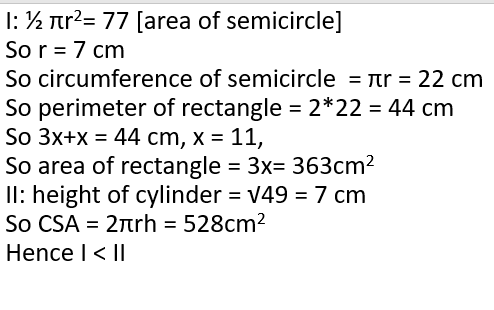 I: ½ πr²= 77 [area of semicircle]
So r = 7 cm
So circumference of semicircle = πr = 22 cm
So perimeter of rectangle = 2*22 = 44 cm
So 3x+x = 44 cm, x = 11,
So area of rectangle = 3x= 363cm²
II: height of cylinder = √49 = 7 cm
So CSA = 2πrh = 528cm²
Hence I < II